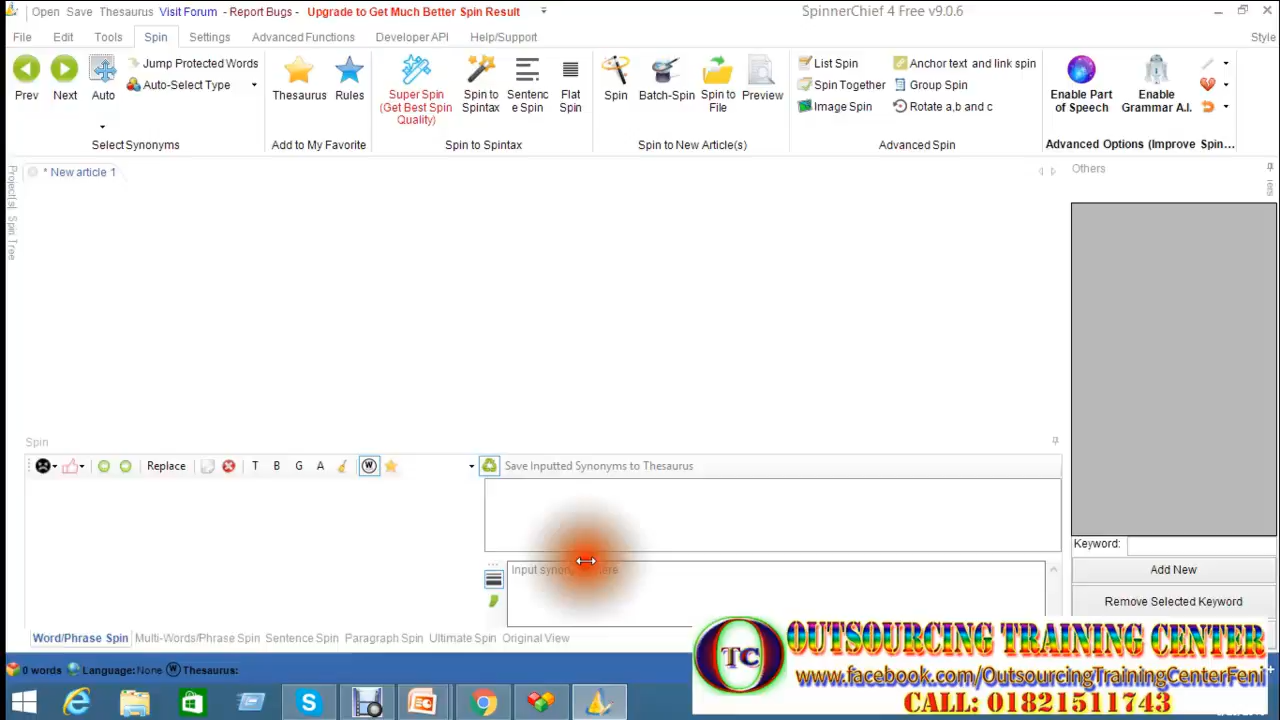 Open Save Thesaurus Visit Forum - Report Bugs - Upgrade to Get Much Better Spin Result
SpinnerChief 4 Free v9.0.6
File Edit Tools Spin Settings Advanced Functions Developer API Help/Support Style
Prev Next Auto
Jump Protected Words
Auto-Select Type
Select Synonyms
Thesaurus Rules
Add to My Favorite
Super Spin
(Get Best Spin
Quality)
Spin to
Spintax
Sentenc
e Spin
Flat
Spin
Spin to Spintax
Spin Batch-Spin
Spin to
File
Preview
Spin to New Article(s)
List Spin
Spin Together
Image Spin
Anchor text and link spin
Group Spin
Rotate a,b and c
Advanced Spin
Enable Part
of Speech
Enable
Grammar A.I.
Advanced Options (Improve Spin...
Project(s)
Spin Tree
* New article 1
Others
Spin
Replace T B G A W
Save Inputted Synonyms to Thesaurus
Keyword:
Add New
Remove Selected Keyword
Word/Phrase Spin Multi-Words/Phrase Spin Sentence Spin Paragraph Spin Ultimate Spin Original View
0 words Language:None W Thesaurus:
TC
OUTSOURCING TRAINING CENTER
www.facebook.com/OutsourcingTrainingCenterFeni
CALL: 01821511743